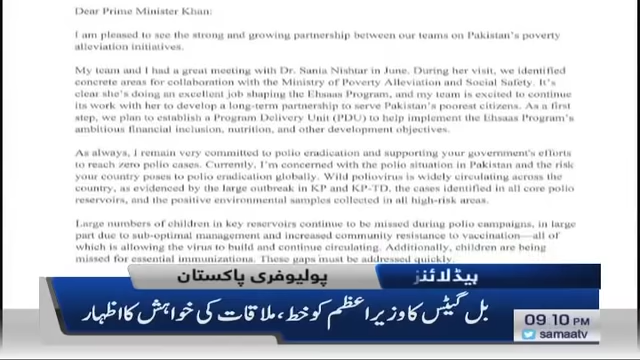 Dear Prime Minister Khan:
I am pleased to see the strong and growing partnership between our teams on Pakistan's poverty
alleviation initiatives.
My team and I had a great meeting with Dr. Sania Nishtar in June. During her visit, we identified
concrete areas for collaboration with the Ministry of Poverty Alleviation and Social Safety. It's
clear she's doing an excellent job shaping the Ehsaas Program, and my team is excited to continue
its work with her to develop a long-term partnership to serve Pakistan's poorest citizens. As a first
step, we plan to establish a Program Delivery Unit (PDU) to help implement the Ehsaas Program's
ambitious financial inclusion, nutrition, and other development objectives.
As always, I remain very committed to polio eradication and supporting your government's efforts
to reach zero polio cases. Currently, I'm concerned with the polio situation in Pakistan and the risk
your country poses to polio eradication globally. Wild poliovirus is widely circulating across the
country, as evidenced by the large outbreak in KP and KP-TD, the cases identified in all core polio
reservoirs, and the positive environmental samples collected in all high-risk areas.
Large numbers of children in key reservoirs continue to be missed during polio campaigns, in large
part due to sub-optimal management and increased community resistance to vaccination—all of
which is allowing the virus to build and continue circulating. Additionally, children are being
missed for essential immunizations. These gaps must be addressed quickly.
ہیڈلائنز
پولیوفری پاکستان
بل گیٹس کا وزیراعظم کو خط، ملاقات کی خواہش کا اظہار
09:10 PM
samaatv